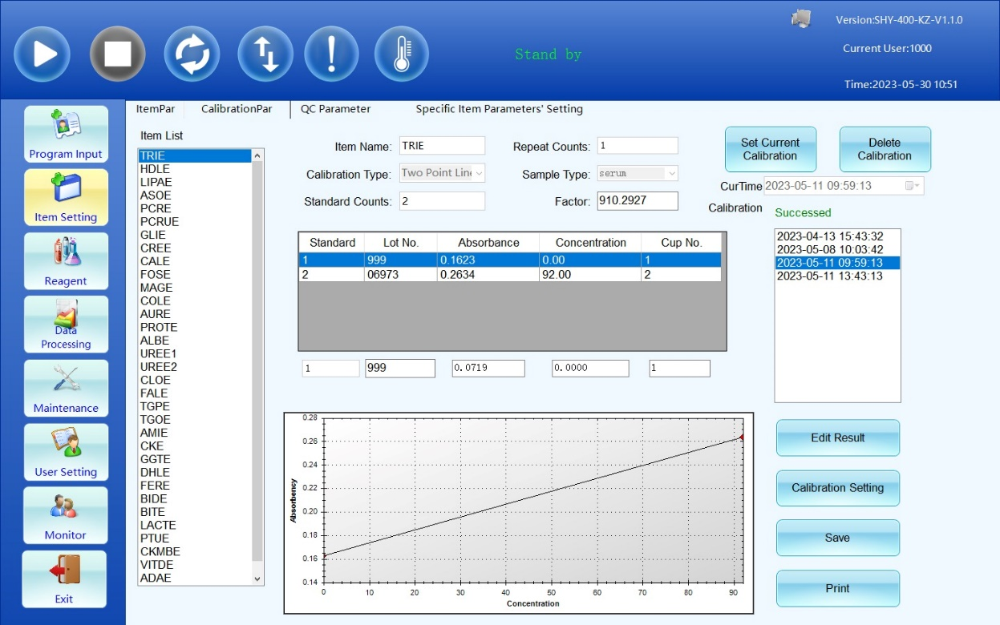 Version:SHY-400-KZ-V1.1.0
Stand by
Current User:1000
Time:2023-05-30 10:51
Program Input
Item Setting
Reagent
Data
Processing
Maintenance
User Setting
Monitor
Exit
ItemPar CalibrationPar QC Parameter Specific Item Parameters' Setting
Item List
TRIE
HDLE
LIPAE
ASOE
PCRE
PCRUE
GLIE
CREE
CALE
FOSE
MAGE
COLE
AURE
PROTE
ALBE
UREE1
UREE2
CLOE
FALE
TGPE
TGOE
AMIE
CKE
GGTE
DHLE
FERE
BIDE
BITE
LACTE
PTUE
CKMBE
VITDE
ADAE
Item Name: TRIE Repeat Counts: 1
Calibration Type: Two Point Line Sample Type: serum
Standard Counts: 2 Factor: 910.2927
Standard Lot No. Absorbance Concentration Cup No.
1 999 0.1623 0.00 1
2 06973 0.2634 92.00 2
1 999 0.0719 0.0000 1
Absorbency
0.28
0.26
0.24
0.22
0.20
0.18
0.16
0.14
0 10 20 30 40 50 60 70 80 90
Concentration
Set Current
Calibration
Delete
Calibration
CurTime 2023-05-11 09:59:13
Calibration Successed
2023-04-13 15:43:32
2023-05-08 10:03:42
2023-05-11 09:59:13
2023-05-11 13:43:13
Edit Result
Calibration Setting
Save
Print